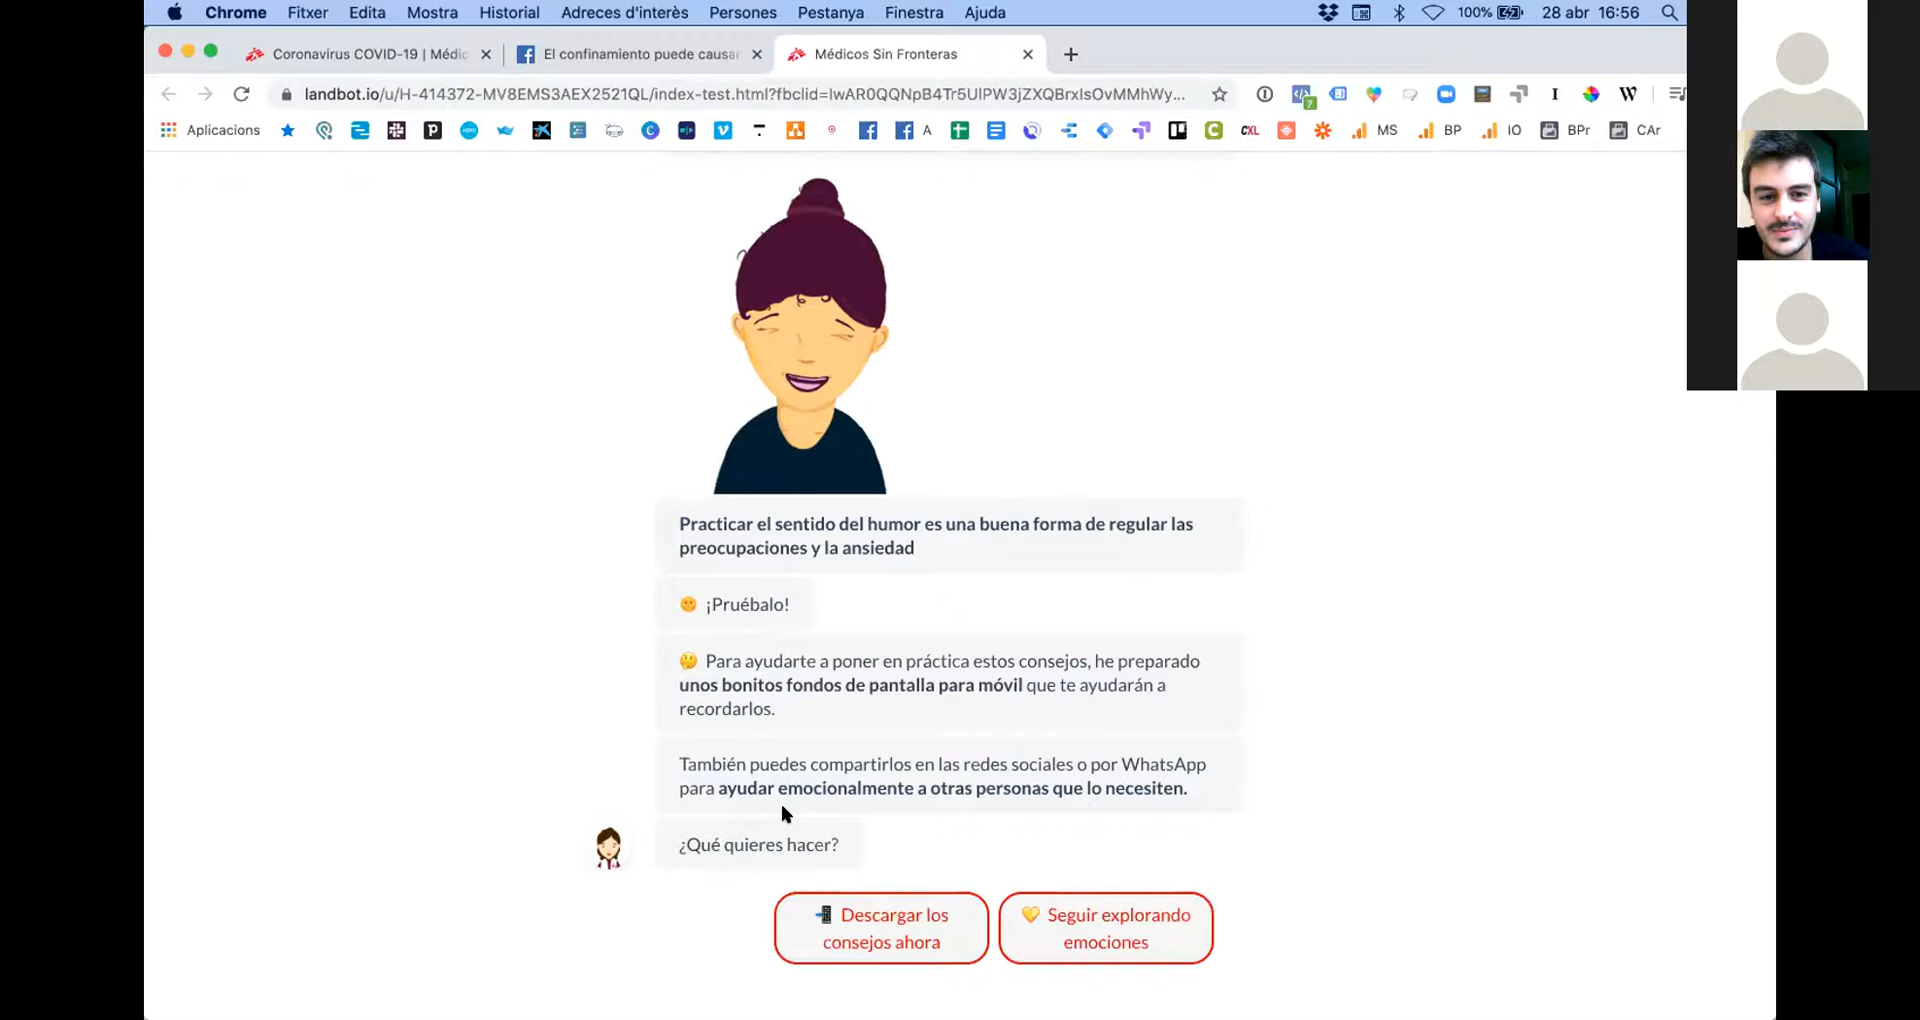 Chrome Fitxer Edita Mostra Historial Adreces d'interès Persones Pestanya Finestra Ajuda 100% 28 abr 16:56
Coronavirus COVID-19 | Médic El confinamiento puede causar Médicos Sin Fronteras
landbot.io/u/H-414372-MV8EMS3AEX2521QL/index-test.html?fbclid=IwAR0QQNpB4Tr5UIPW3jZXQBrxIsOvMMhWy...
Aplicacions A CXL MS BP IO BPr CAr
Practicar el sentido del humor es una buena forma de regular las
preocupaciones y la ansiedad
¡Pruébalo!
Para ayudarte a poner en práctica estos consejos, he preparado
unos bonitos fondos de pantalla para móvil que te ayudarán a
recordarlos.
También puedes compartirlos en las redes sociales o por WhatsApp
para ayudar emocionalmente a otras personas que lo necesiten.
¿Qué quieres hacer?
Descargar los
consejos ahora
Seguir explorando
emociones